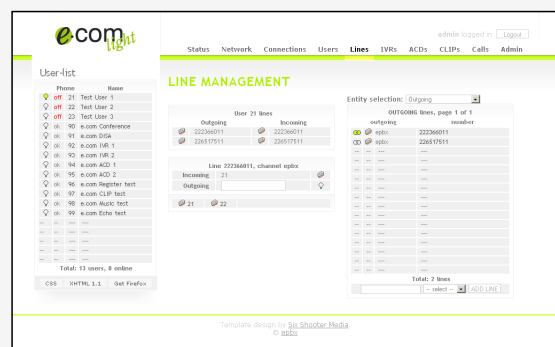 e.com light
admin logged in Logout
Status Network Connections Users Lines IVRs ACDs CLIPs Calls Admin
User-list
Phone Name
off 21 Test User 1
off 22 Test User 2
off 23 Test User 3
ok 90 e.com Conference
ok 91 e.com DISA
ok 92 e.com IVR 1
ok 93 e.com IVR 2
ok 94 e.com ACD 1
ok 95 e.com ACD 2
ok 96 e.com Register test
ok 97 e.com CLIP test
ok 98 e.com Music test
ok 99 e.com Echo test
-- --- ----
-- --- ----
-- --- ----
Total: 13 users, 0 online
CSS XHTML 1.1 Get Firefox
LINE MANAGEMENT
User 21 lines
Outgoing Incoming
222366011 222366011
226517511 226517511
Line 222366011, channel epbx
Incoming 21
Outgoing
21 22
Entity selection: Outgoing
OUTGOING lines, page 1 of 1
outgoing number
epbx 222366011
epbx 226517511
-- -- --- ----
-- -- --- ----
-- -- --- ----
-- -- --- ----
-- -- --- ----
-- -- --- ----
-- -- --- ----
-- -- --- ----
-- -- --- ----
-- -- --- ----
-- -- --- ----
-- -- --- ----
-- -- --- ----
Total: 2 lines
-- select -- ADD LINE
Template design by Six Shooter Media.
© epbx